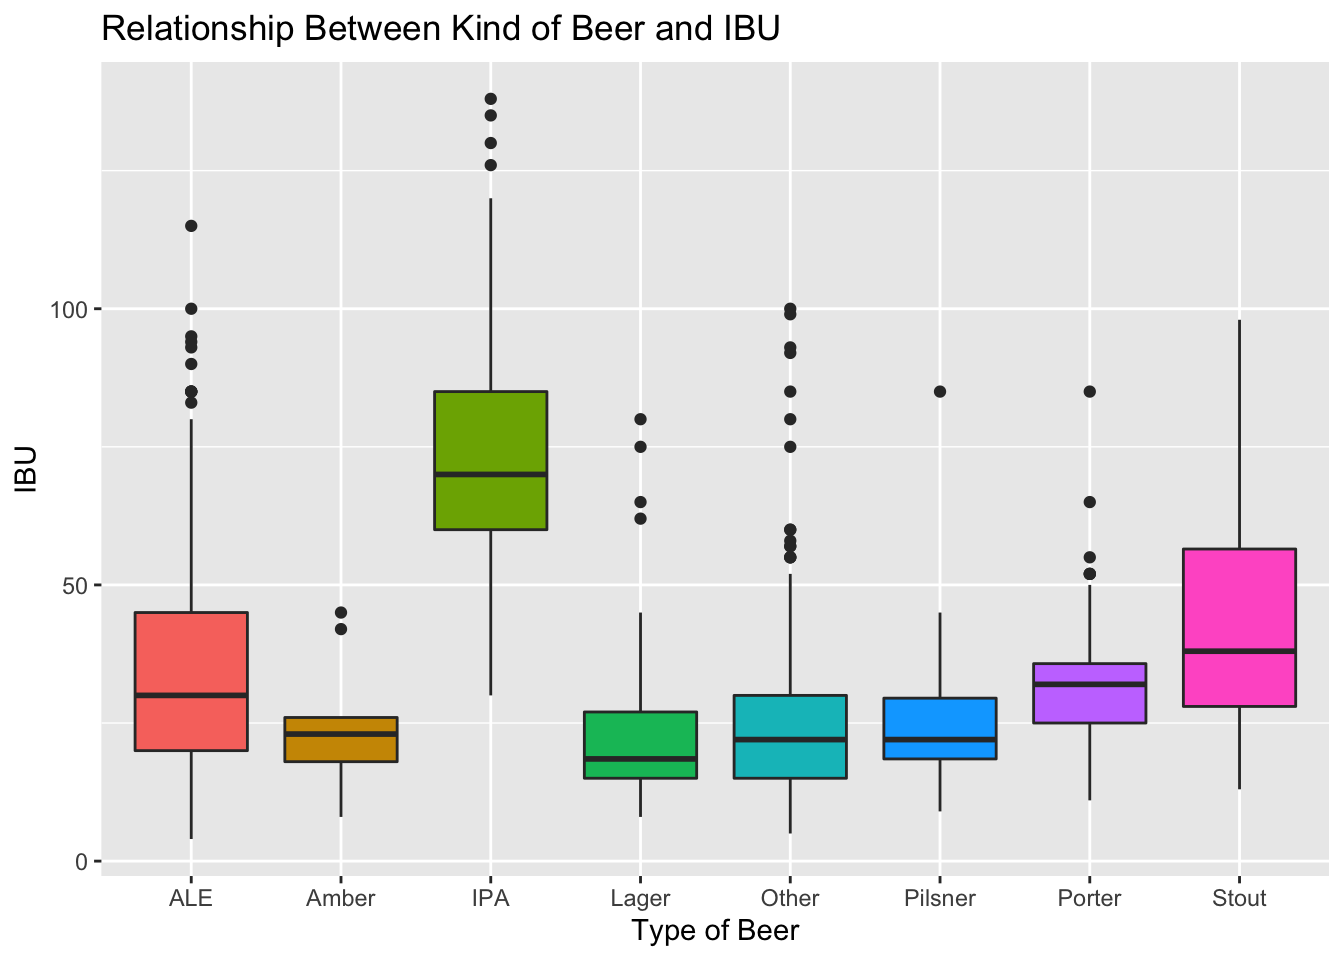 Relationship Between Kind of Beer and IBU
IBU
100
50
0
ALE Amber IPA Lager Other Pilsner Porter Stout
Type of Beer